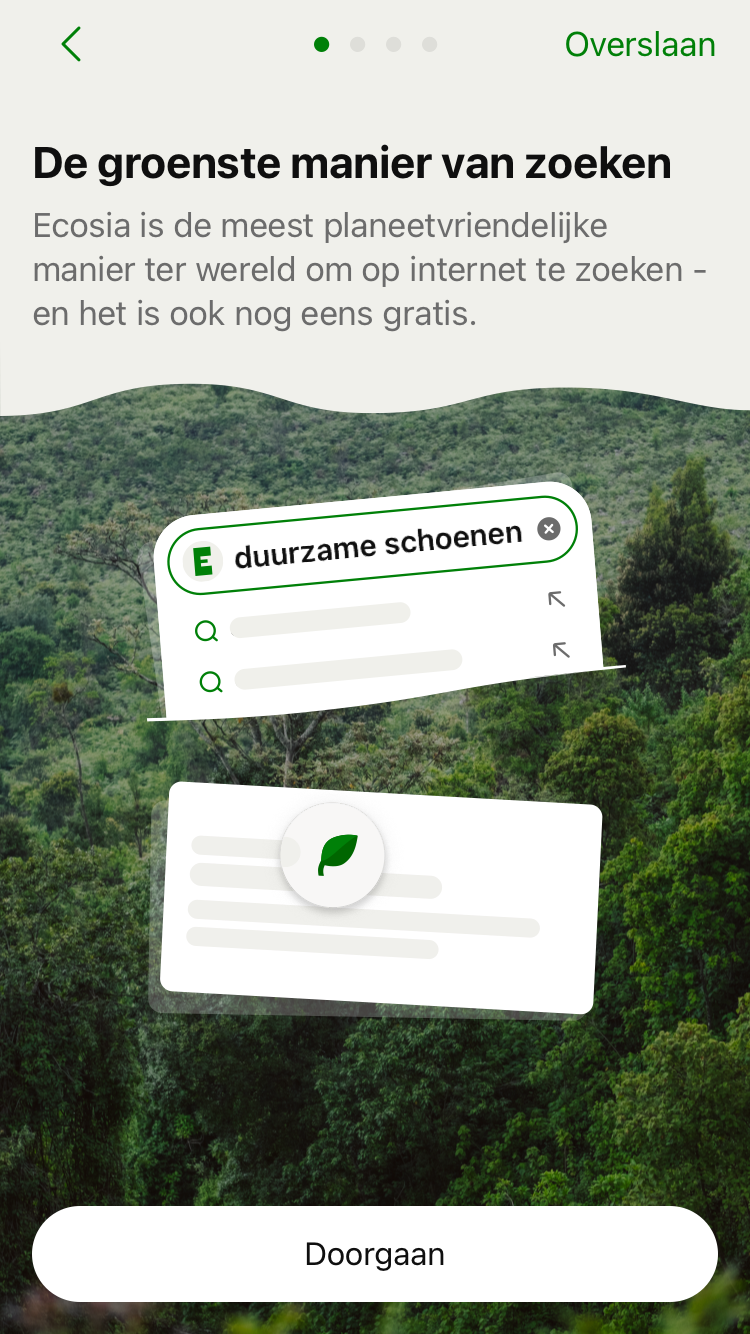 Overslaan
De groenste manier van zoeken
Ecosia is de meest planeetvriendelijke
manier ter wereld om op internet te zoeken -
en het is ook nog eens gratis.
E duurzame schoenen
Doorgaan